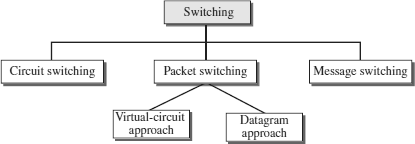 Switching
Circuit switching
Packet switching
Message switching
Virtual-circuit
approach
Datagram
approach